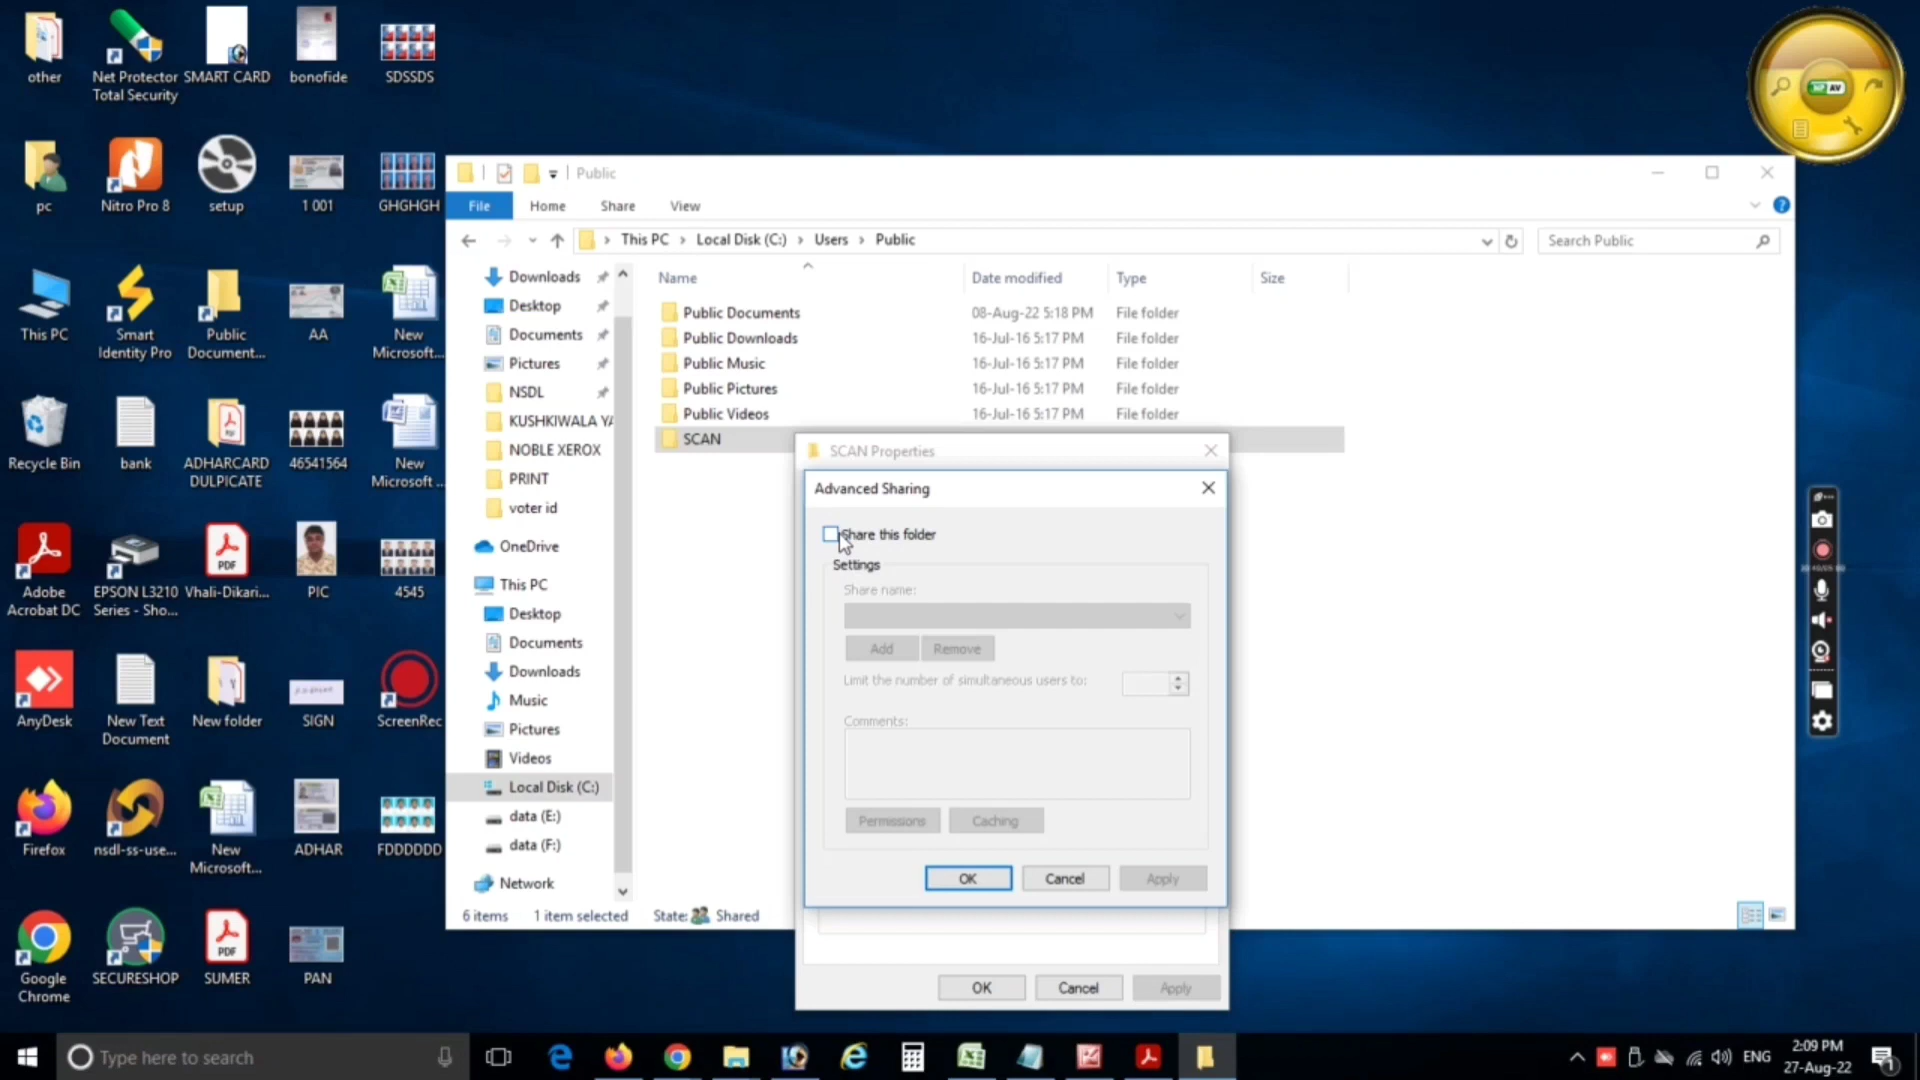 other
Net Protector
Total Security
SMART CARD
bonofide
SDSSDS
pc
Nitro Pro 8
setup
1 001
GHGHGH
This PC
Smart
Identity Pro
Public
Document...
AA
New
Microsoft...
Recycle Bin
bank
ADHARCARD
DULPICATE
46541564
New
Microsoft ...
Adobe
Acrobat DC
EPSON L3210
Series - Sho...
Vhali-Dikari...
PIC
4545
AnyDesk
New Text
Document
New folder
SIGN
ScreenRec
Firefox
nsdl-ss-use...
New
Microsoft...
ADHAR
FDDDDDD
Google
Chrome
SECURESHOP
SUMER
PAN
AV
Public
File Home Share View
This PC > Local Disk (C:) > Users > Public
Search Public
Downloads
Desktop
Documents
Pictures
NSDL
KUSHKIWALA YA
NOBLE XEROX
PRINT
voter id
OneDrive
This PC
Desktop
Documents
Downloads
Music
Pictures
Videos
Local Disk (C:)
data (E:)
data (F:)
Network
Name Date modified Type Size
Public Documents 08-Aug-22 5:18 PM File folder
Public Downloads 16-Jul-16 5:17 PM File folder
Public Music 16-Jul-16 5:17 PM File folder
Public Pictures 16-Jul-16 5:17 PM File folder
Public Videos 16-Jul-16 5:17 PM File folder
SCAN
6 items 1 item selected State: Shared
SCAN Properties
Advanced Sharing
Share this folder
Settings
Share name:
Add Remove
Limit the number of simultaneous users to:
Comments:
Permissions Caching
OK Cancel Apply
OK Cancel Apply
Type here to search
ENG
2:09 PM
27-Aug-22
1